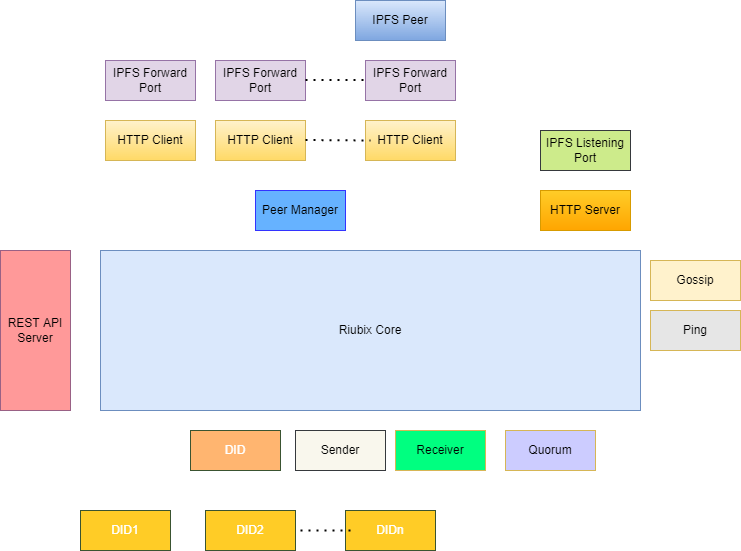 IPFS Peer
IPFS Forward
Port
IPFS Forward
Port
IPFS Forward
Port
HTTP Client
HTTP Client
HTTP Client
IPFS Listening
Port
Peer Manager
HTTP Server
REST API
Server
Riubix Core
Gossip
Ping
DID
Sender
Receiver
Quorum
DID1
DID2
DIDn